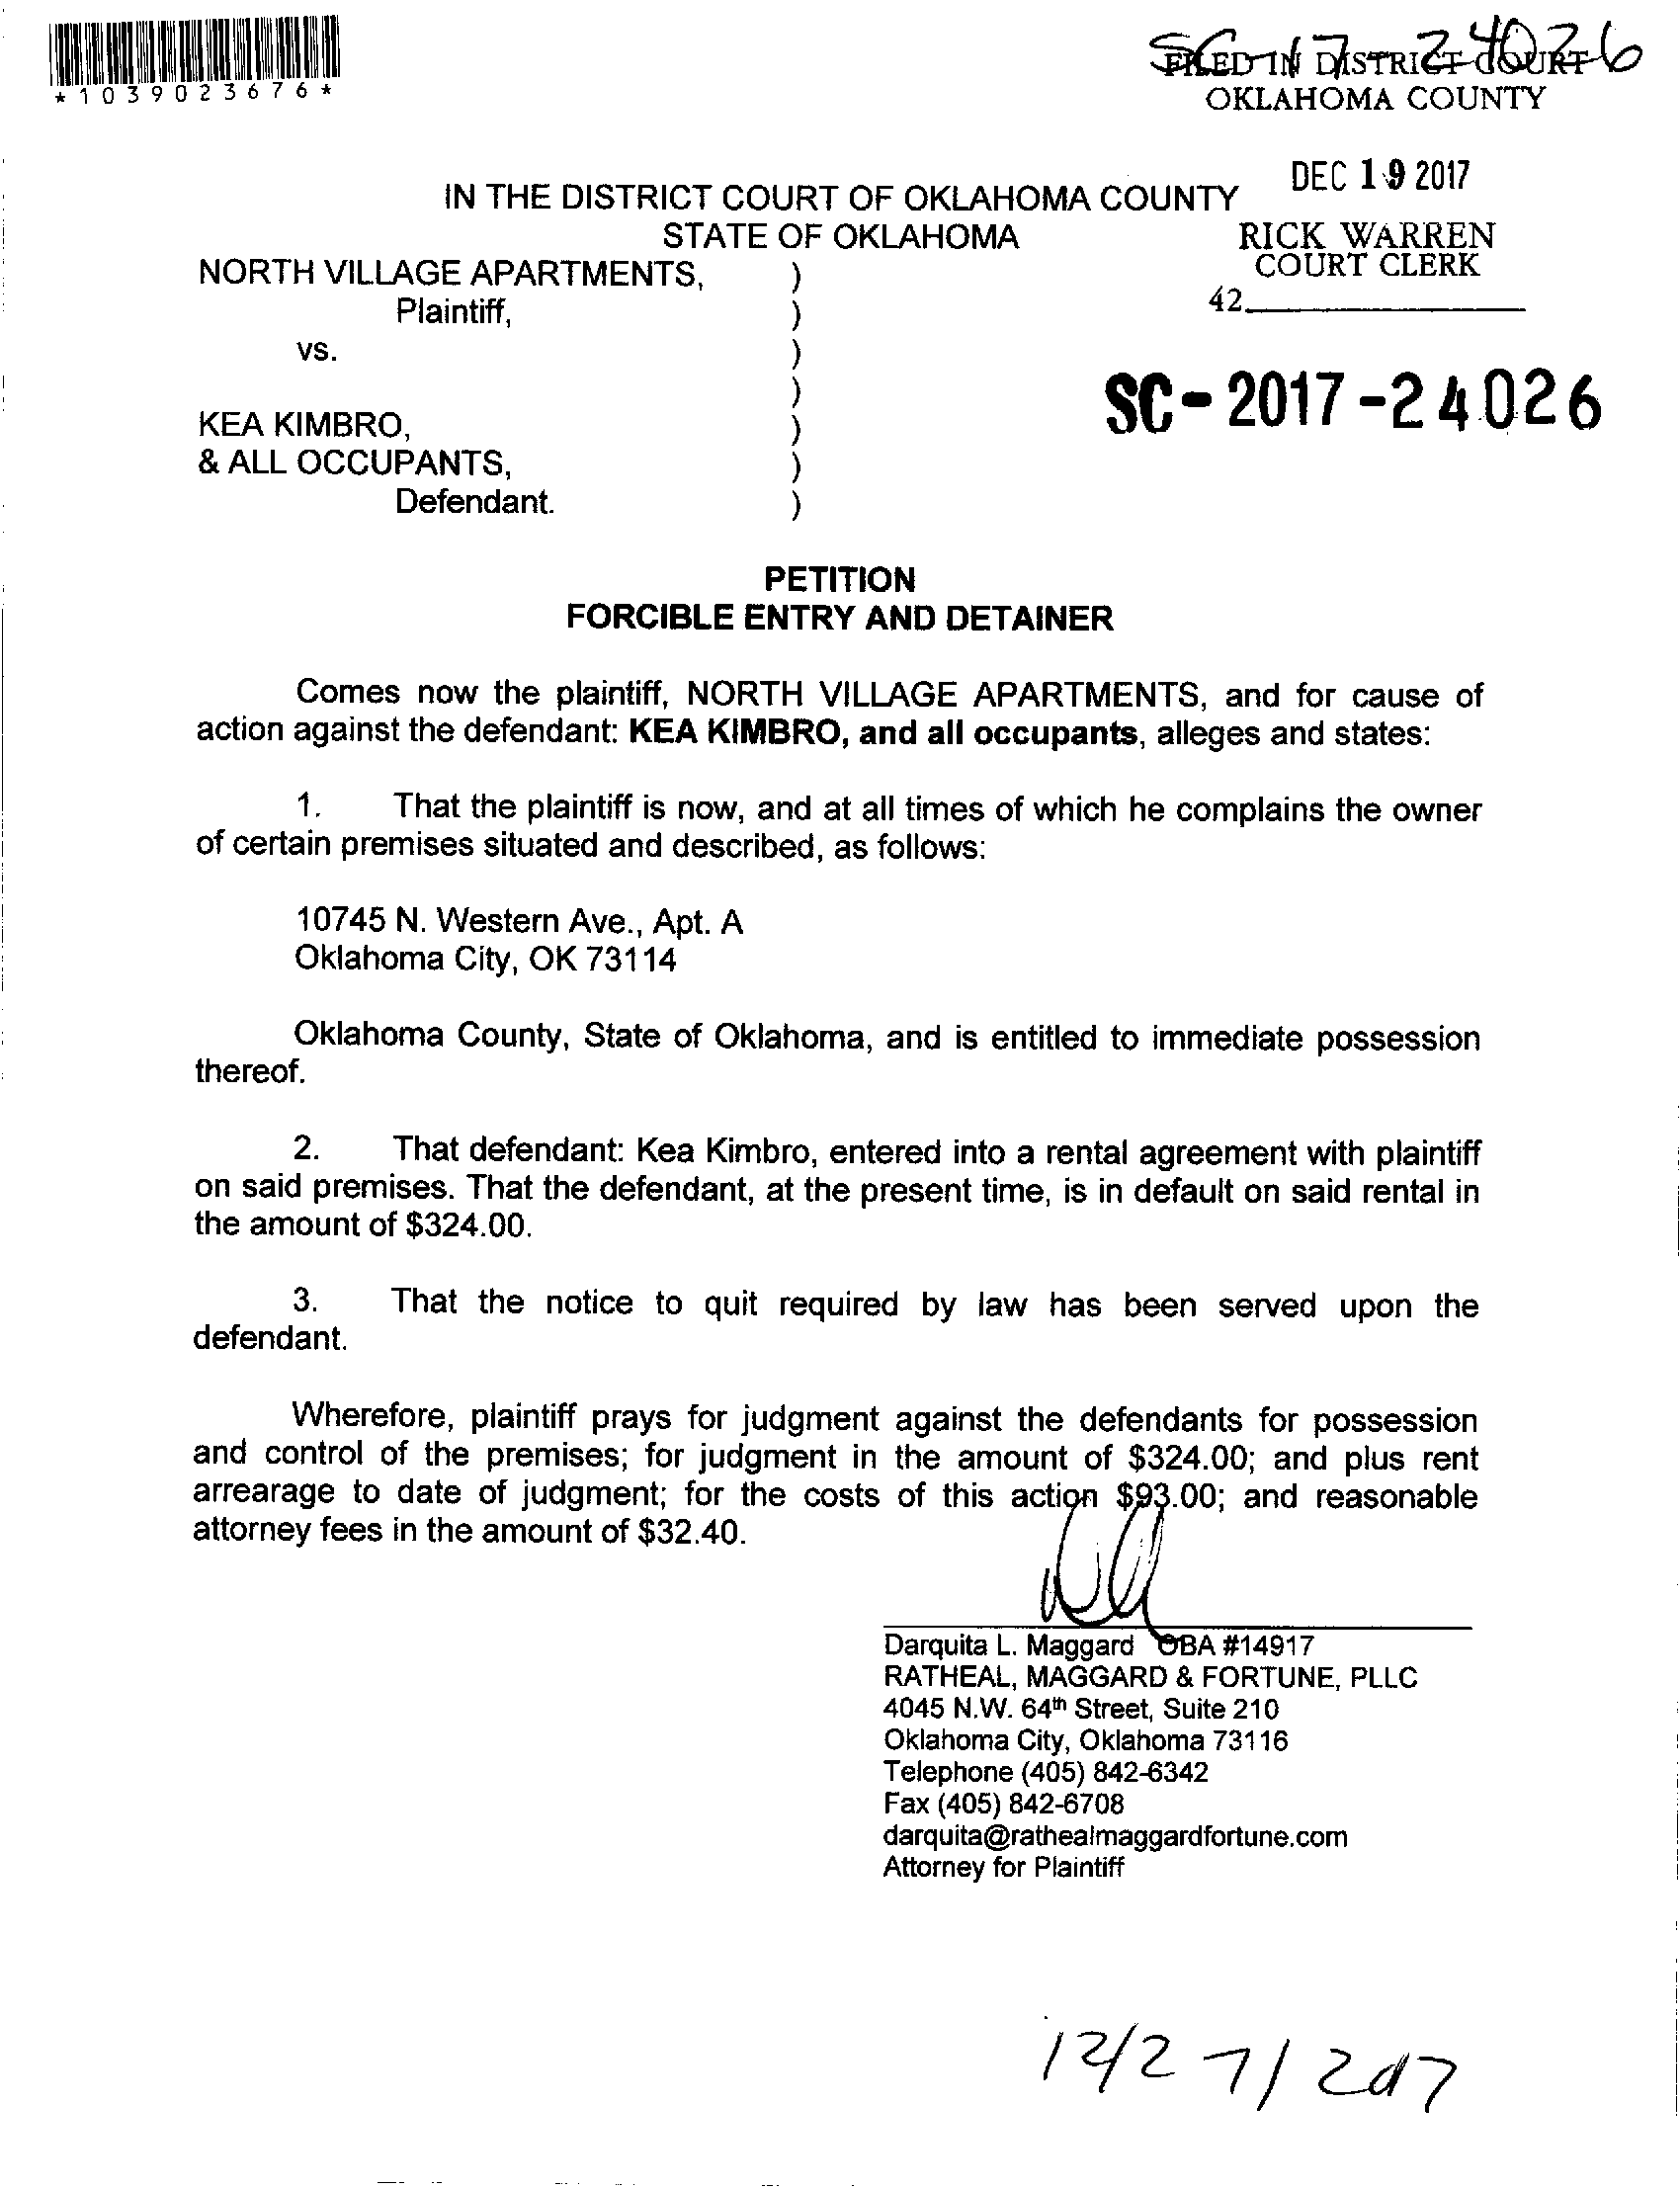 *1039023676*
SC-17-24026
FILED IN DISTRICT COURT
OKLAHOMA COUNTY
DEC 19 2017
IN THE DISTRICT COURT OF OKLAHOMA COUNTY
STATE OF OKLAHOMA
RICK WARREN
COURT CLERK
42
NORTH VILLAGE APARTMENTS, )
Plaintiff, )
vs. )
)
KEA KIMBRO, )
& ALL OCCUPANTS, )
Defendant. )
SC-2017-24026
PETITION
FORCIBLE ENTRY AND DETAINER
Comes now the plaintiff, NORTH VILLAGE APARTMENTS, and for cause of
action against the defendant: KEA KIMBRO, and all occupants, alleges and states:
1. That the plaintiff is now, and at all times of which he complains the owner
of certain premises situated and described, as follows:
10745 N. Western Ave., Apt. A
Oklahoma City, OK 73114
Oklahoma County, State of Oklahoma, and is entitled to immediate possession
thereof.
2. That defendant: Kea Kimbro, entered into a rental agreement with plaintiff
on said premises. That the defendant, at the present time, is in default on said rental in
the amount of $324.00.
3. That the notice to quit required by law has been served upon the
defendant.
Wherefore, plaintiff prays for judgment against the defendants for possession
and control of the premises; for judgment in the amount of $324.00; and plus rent
arrearage to date of judgment; for the costs of this action $93.00; and reasonable
attorney fees in the amount of $32.40.
Darquita L. Maggard OBA #14917
RATHEAL, MAGGARD & FORTUNE, PLLC
4045 N.W. 64th Street, Suite 210
Oklahoma City, Oklahoma 73116
Telephone (405) 842-6342
Fax (405) 842-6708
darquita@rathealmaggardfortune.com
Attorney for Plaintiff
12/27/2017